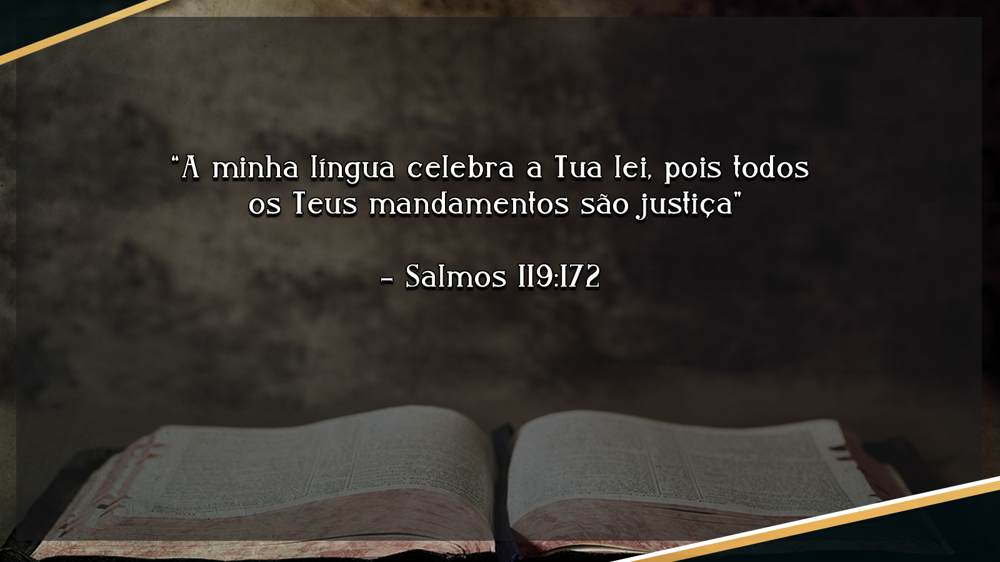 “A minha língua celebra a Tua lei, pois todos
os Teus mandamentos são justiça"
- Salmos 119:172